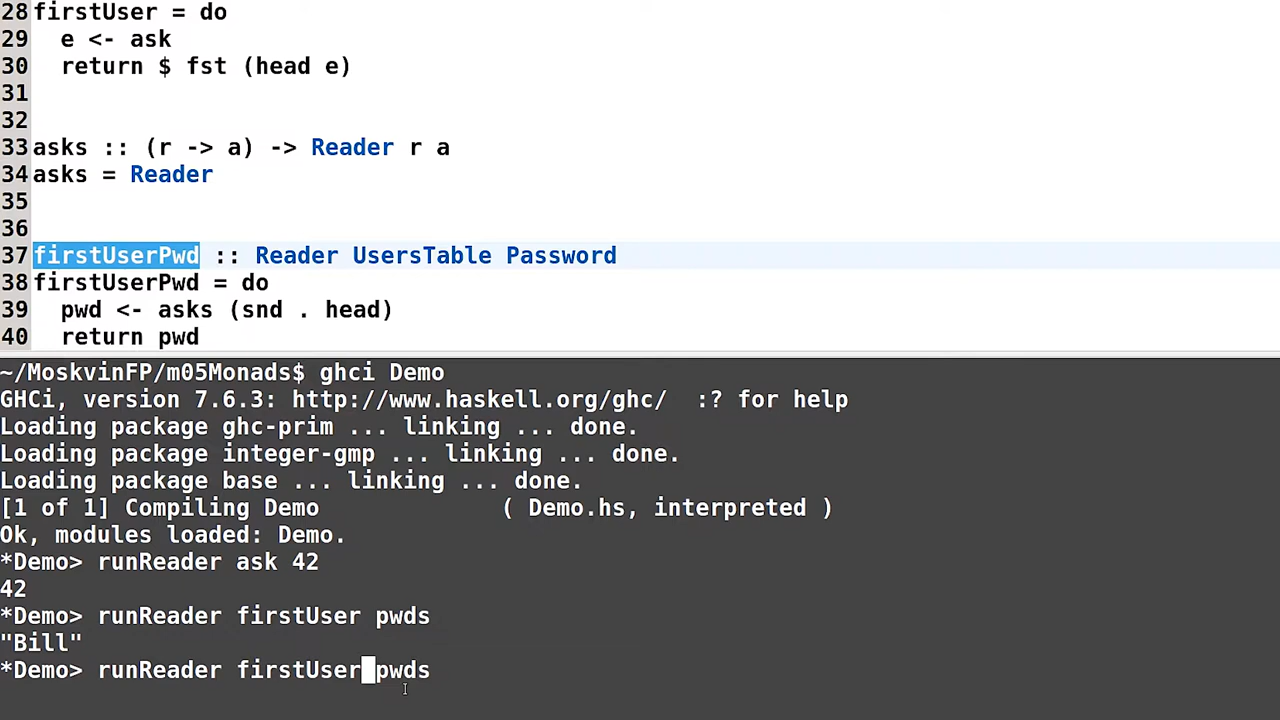 28 firstUser = do
29   e <- ask
30   return $ fst (head e)
31
32
33 asks :: (r -> a) -> Reader r a
34 asks = Reader
35
36
37 firstUserPwd :: Reader UsersTable Password
38 firstUserPwd = do
39   pwd <- asks (snd . head)
40   return pwd
~/MoskvinFP/m05Monads$ ghci Demo
GHCi, version 7.6.3: http://www.haskell.org/ghc/  :? for help
Loading package ghc-prim ... linking ... done.
Loading package integer-gmp ... linking ... done.
Loading package base ... linking ... done.
[1 of 1] Compiling Demo             ( Demo.hs, interpreted )
Ok, modules loaded: Demo.
*Demo> runReader ask 42
42
*Demo> runReader firstUser pwds
"Bill"
*Demo> runReader firstUser pwds